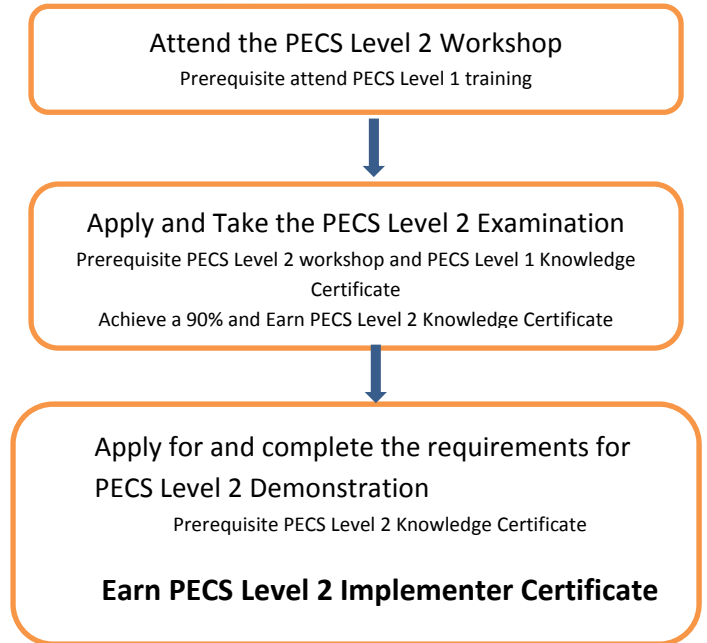 Attend the PECS Level 2 Workshop
Prerequisite attend PECS Level 1 training
Apply and Take the PECS Level 2 Examination
Prerequisite PECS Level 2 workshop and PECS Level 1 Knowledge
Certificate
Achieve a 90% and Earn PECS Level 2 Knowledge Certificate
Apply for and complete the requirements for
PECS Level 2 Demonstration
Prerequisite PECS Level 2 Knowledge Certificate
Earn PECS Level 2 Implementer Certificate